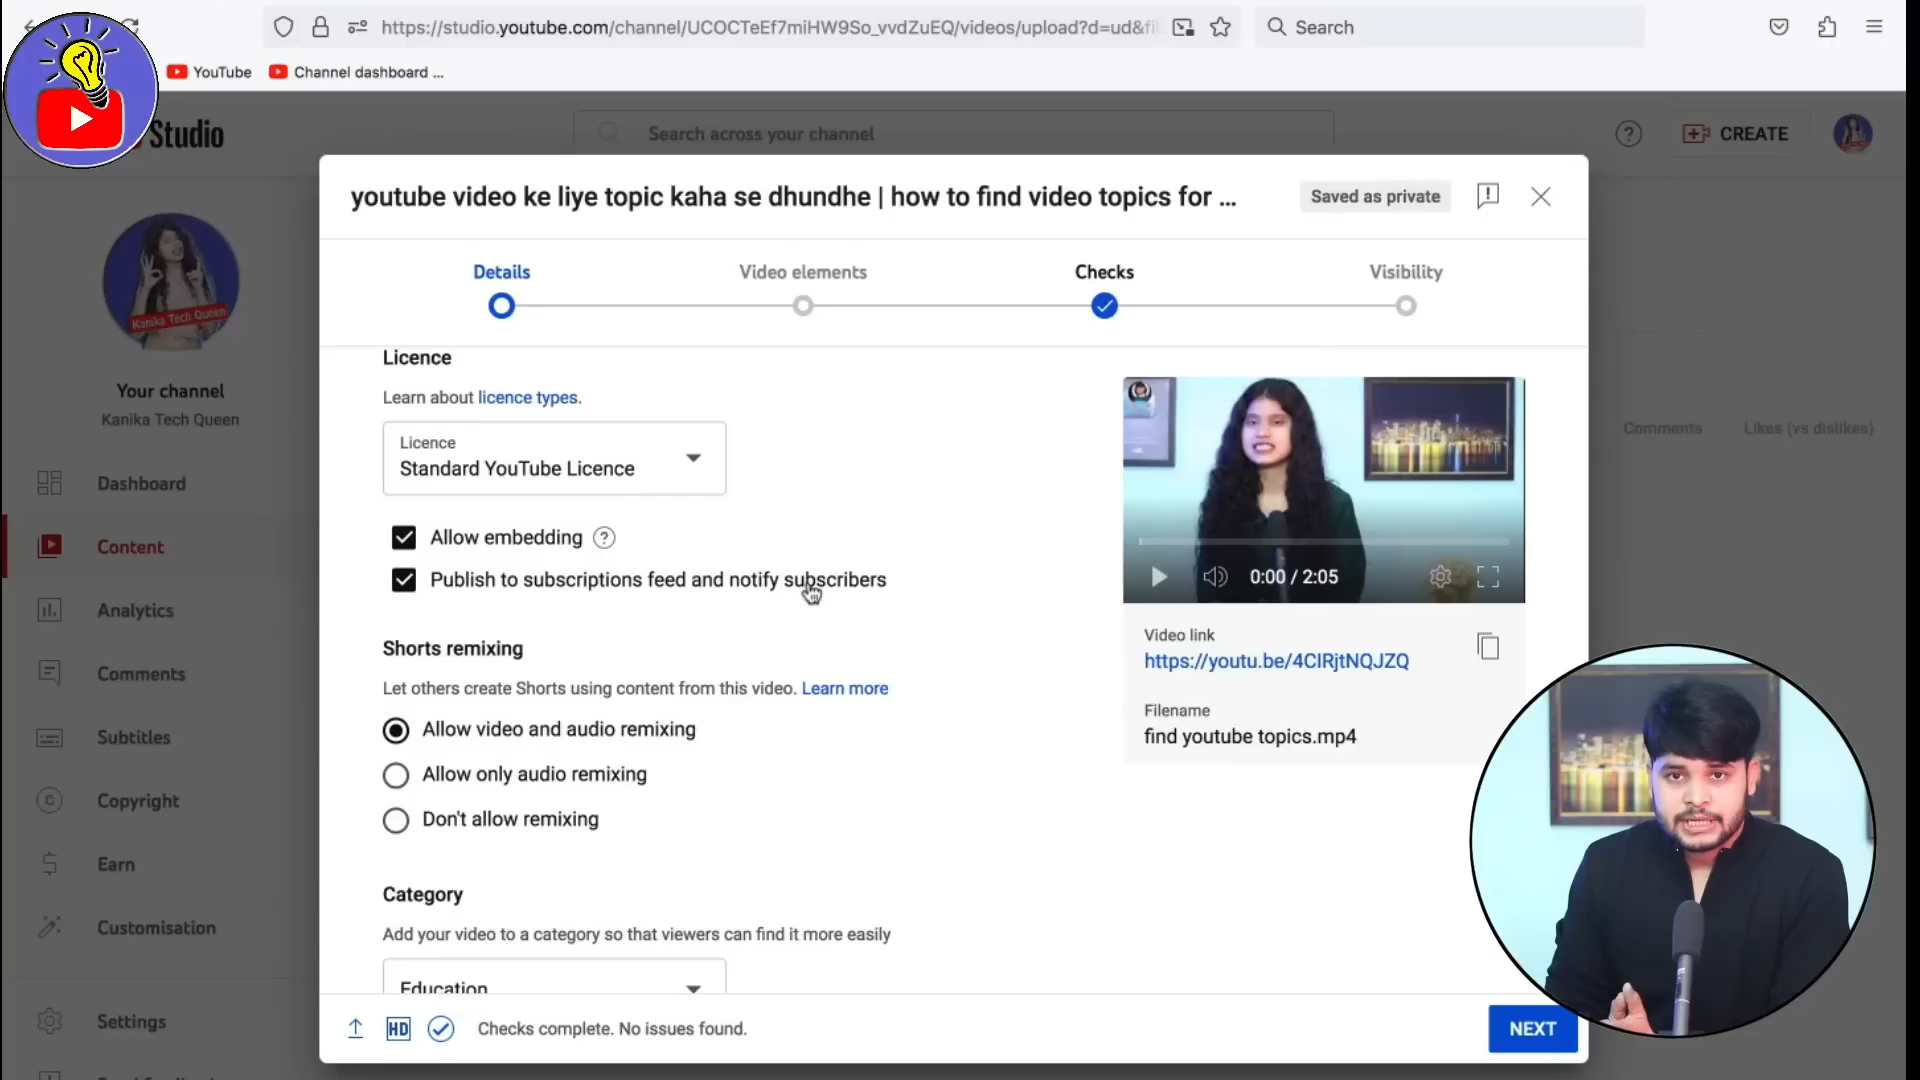 https://studio.youtube.com/channel/UCOCTeEf7miHW9So_vvdZuEQ/videos/upload?d=ud&fil
Search
YouTube
Channel dashboard ...
Studio
Search across your channel
CREATE
youtube video ke liye topic kaha se dhundhe | how to find video topics for ...
Saved as private
Details
Video elements
Checks
Visibility
Kanika Tech Queen
Your channel
Kanika Tech Queen
Dashboard
Content
Analytics
Comments
Subtitles
Copyright
Earn
Customisation
Settings
Licence
Learn about licence types.
Licence
Standard YouTube Licence
Allow embedding
Publish to subscriptions feed and notify subscribers
Shorts remixing
Let others create Shorts using content from this video. Learn more
Allow video and audio remixing
Allow only audio remixing
Don't allow remixing
Category
Add your video to a category so that viewers can find it more easily
Education
0:00 / 2:05
Video link
https://youtu.be/4ClRjtNQJZQ
Filename
find youtube topics.mp4
Comments
Likes (vs dislikes)
HD
Checks complete. No issues found.
NEXT